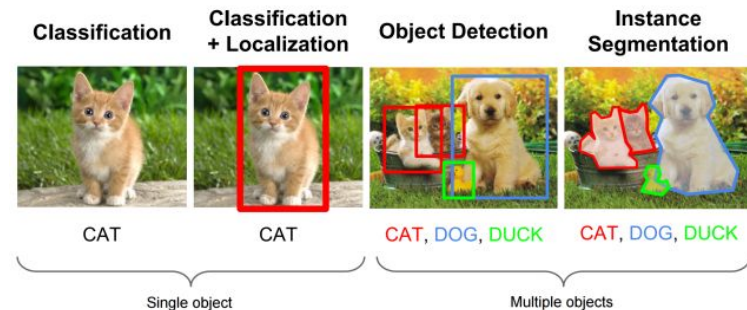 Classification
Classification
+ Localization
Object Detection
Instance
Segmentation
CAT
CAT
CAT, DOG, DUCK
CAT, DOG, DUCK
Single object
Multiple objects